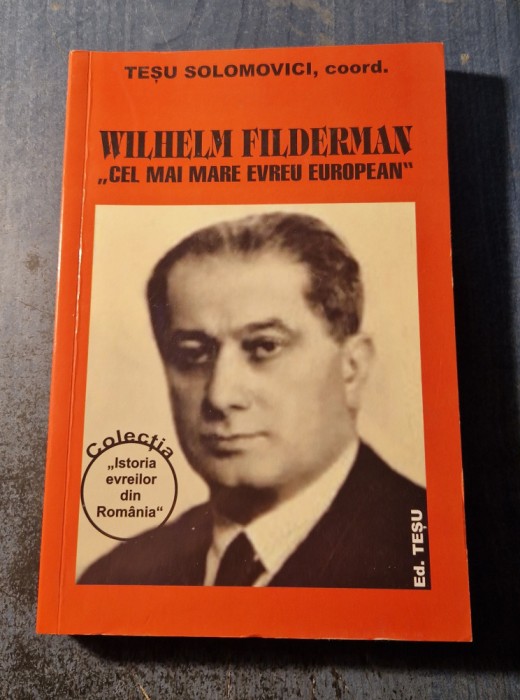 TEȘU SOLOMOVICI, coord.
WILHELM FILDERMAN
„CEL MAI MARE EVREU EUROPEAN“
Colecția
„Istoria
evreilor
din
România“
Ed. TEȘU